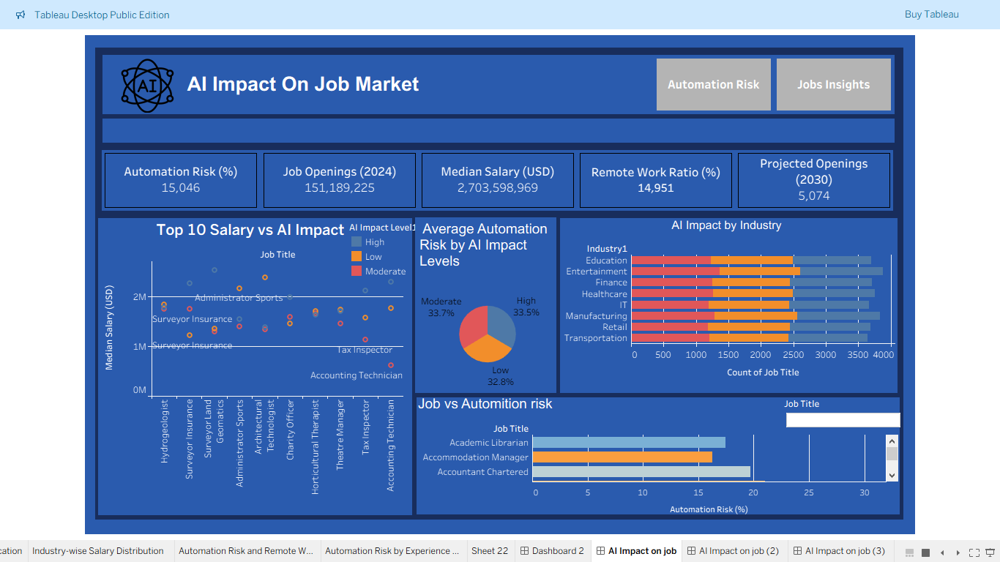 Tableau Desktop Public Edition
Buy Tableau
AI
AI Impact On Job Market
Automation Risk
Jobs Insights
Automation Risk (%)
15,046
Job Openings (2024)
151,189,225
Median Salary (USD)
2,703,598,969
Remote Work Ratio (%)
14,951
Projected Openings
(2030)
5,074
Top 10 Salary vs AI Impact
AI Impact Level1
High
Low
Moderate
Job Title
Median Salary (USD)
2M
1M
0M
Administrator Sports
Surveyor Insurance
Surveyor Insurance
Tax Inspector
Accounting Technician
Hydrogeologist
Surveyor Insurance
Surveyor Land
Geomatics
Administrator Sports
Architectural
Technologist
Charity Officer
Horticultural Therapist
Theatre Manager
Tax Inspector
Accounting Technician
Average Automation
Risk by AI Impact
Levels
Moderate
33.7%
High
33.5%
Low
32.8%
AI Impact by Industry
Industry1
Education
Entertainment
Finance
Healthcare
IT
Manufacturing
Retail
Transportation
0 500 1000 1500 2000 2500 3000 3500 4000
Count of Job Title
Job vs Automition risk
Job Title
Job Title
Academic Librarian
Accommodation Manager
Accountant Chartered
0 5 10 15 20 25 30
Automation Risk (%)
cation
Industry-wise Salary Distribution
Automation Risk and Remote W...
Automation Risk by Experience ...
Sheet 22
Dashboard 2
AI Impact on job
AI Impact on job (2)
AI Impact on job (3)